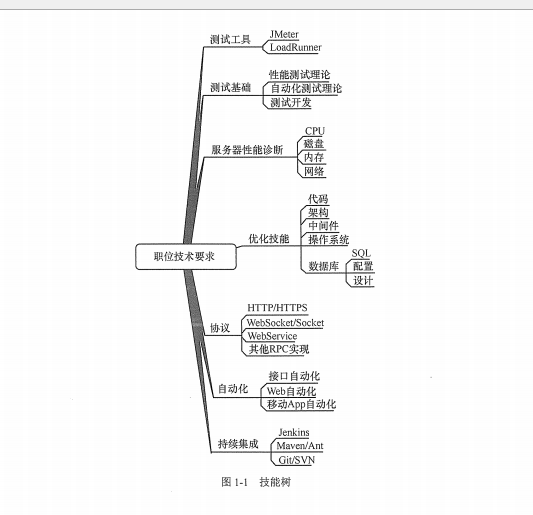 测试工具
JMeter
LoadRunner
测试基础
性能测试理论
自动化测试理论
测试开发
服务器性能诊断
CPU
磁盘
内存
网络
职位技术要求
优化技能
代码
架构
中间件
操作系统
数据库
SQL
配置
设计
协议
HTTP/HTTPS
WebSocket/Socket
WebService
其他RPC实现
自动化
接口自动化
Web自动化
移动App自动化
持续集成
Jenkins
Maven/Ant
Git/SVN
图 1-1 技能树